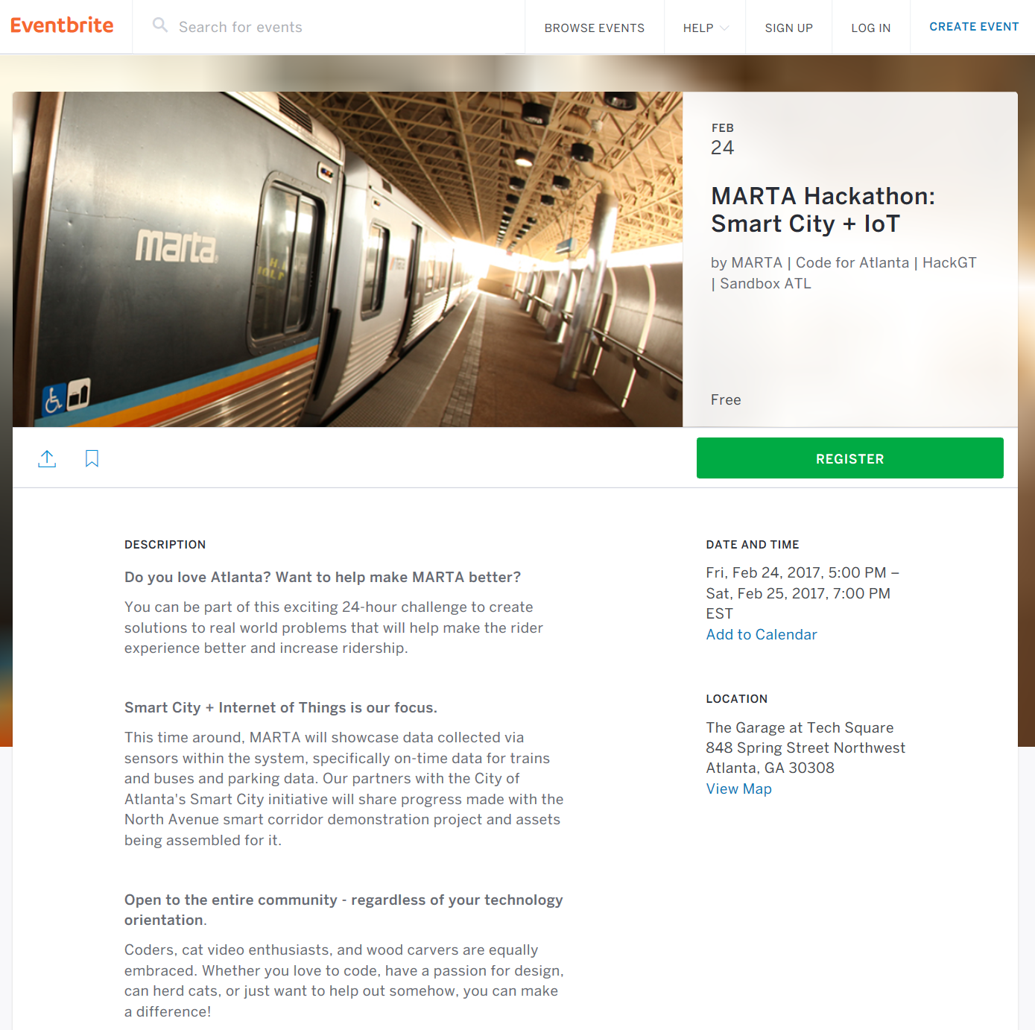 Eventbrite
Search for events
BROWSE EVENTS
HELP
SIGN UP
LOG IN
CREATE EVENT
marta
FEB
24
MARTA Hackathon:
Smart City + IoT
by MARTA | Code for Atlanta | HackGT
| Sandbox ATL
Free
REGISTER
DESCRIPTION
Do you love Atlanta? Want to help make MARTA better?
You can be part of this exciting 24-hour challenge to create
solutions to real world problems that will help make the rider
experience better and increase ridership.
Smart City + Internet of Things is our focus.
This time around, MARTA will showcase data collected via
sensors within the system, specifically on-time data for trains
and buses and parking data. Our partners with the City of
Atlanta's Smart City initiative will share progress made with the
North Avenue smart corridor demonstration project and assets
being assembled for it.
Open to the entire community - regardless of your technology
orientation.
Coders, cat video enthusiasts, and wood carvers are equally
embraced. Whether you love to code, have a passion for design,
can herd cats, or just want to help out somehow, you can make
a difference!
DATE AND TIME
Fri, Feb 24, 2017, 5:00 PM –
Sat, Feb 25, 2017, 7:00 PM
EST
Add to Calendar
LOCATION
The Garage at Tech Square
848 Spring Street Northwest
Atlanta, GA 30308
View Map